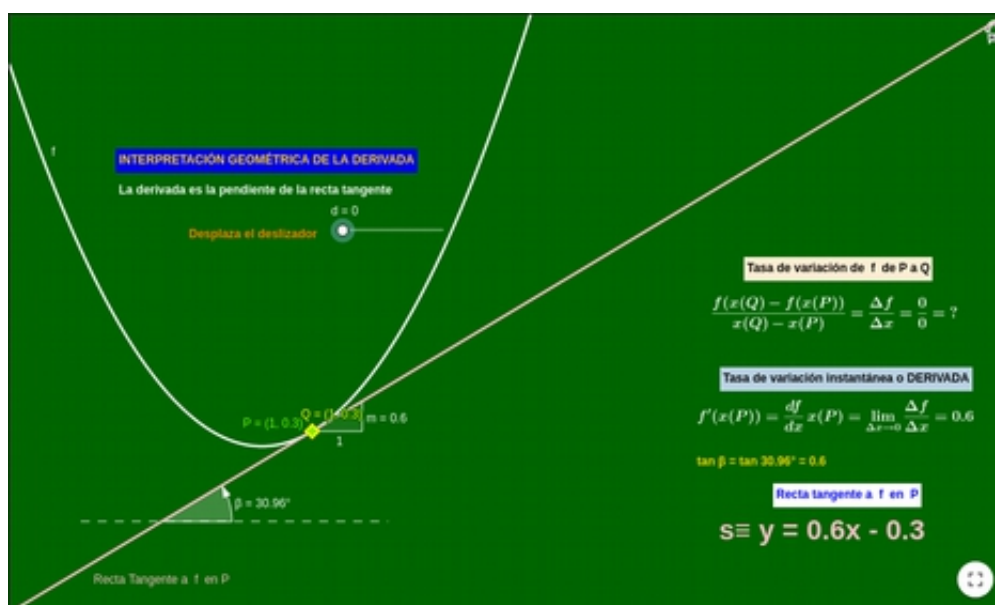 f
INTERPRETACIÓN GEOMÉTRICA DE LA DERIVADA
La derivada es la pendiente de la recta tangente
d = 0
Desplaza el deslizador
Tasa de variación de f de P a Q
f(x(Q) − f(x(P)) / x(Q) − x(P) = Δf / Δx = 0 / 0 = ?
Tasa de variación instantánea o DERIVADA
f′(x(P)) = df / dx x(P) = lim Δx→0 Δf / Δx = 0.6
P = (1, 0.3)
Q = (1, 0.3)
m = 0.6
1
tan β = tan 30.96° = 0.6
Recta tangente a f en P
β = 30.96°
s≡ y = 0.6x - 0.3
Recta Tangente a f en P